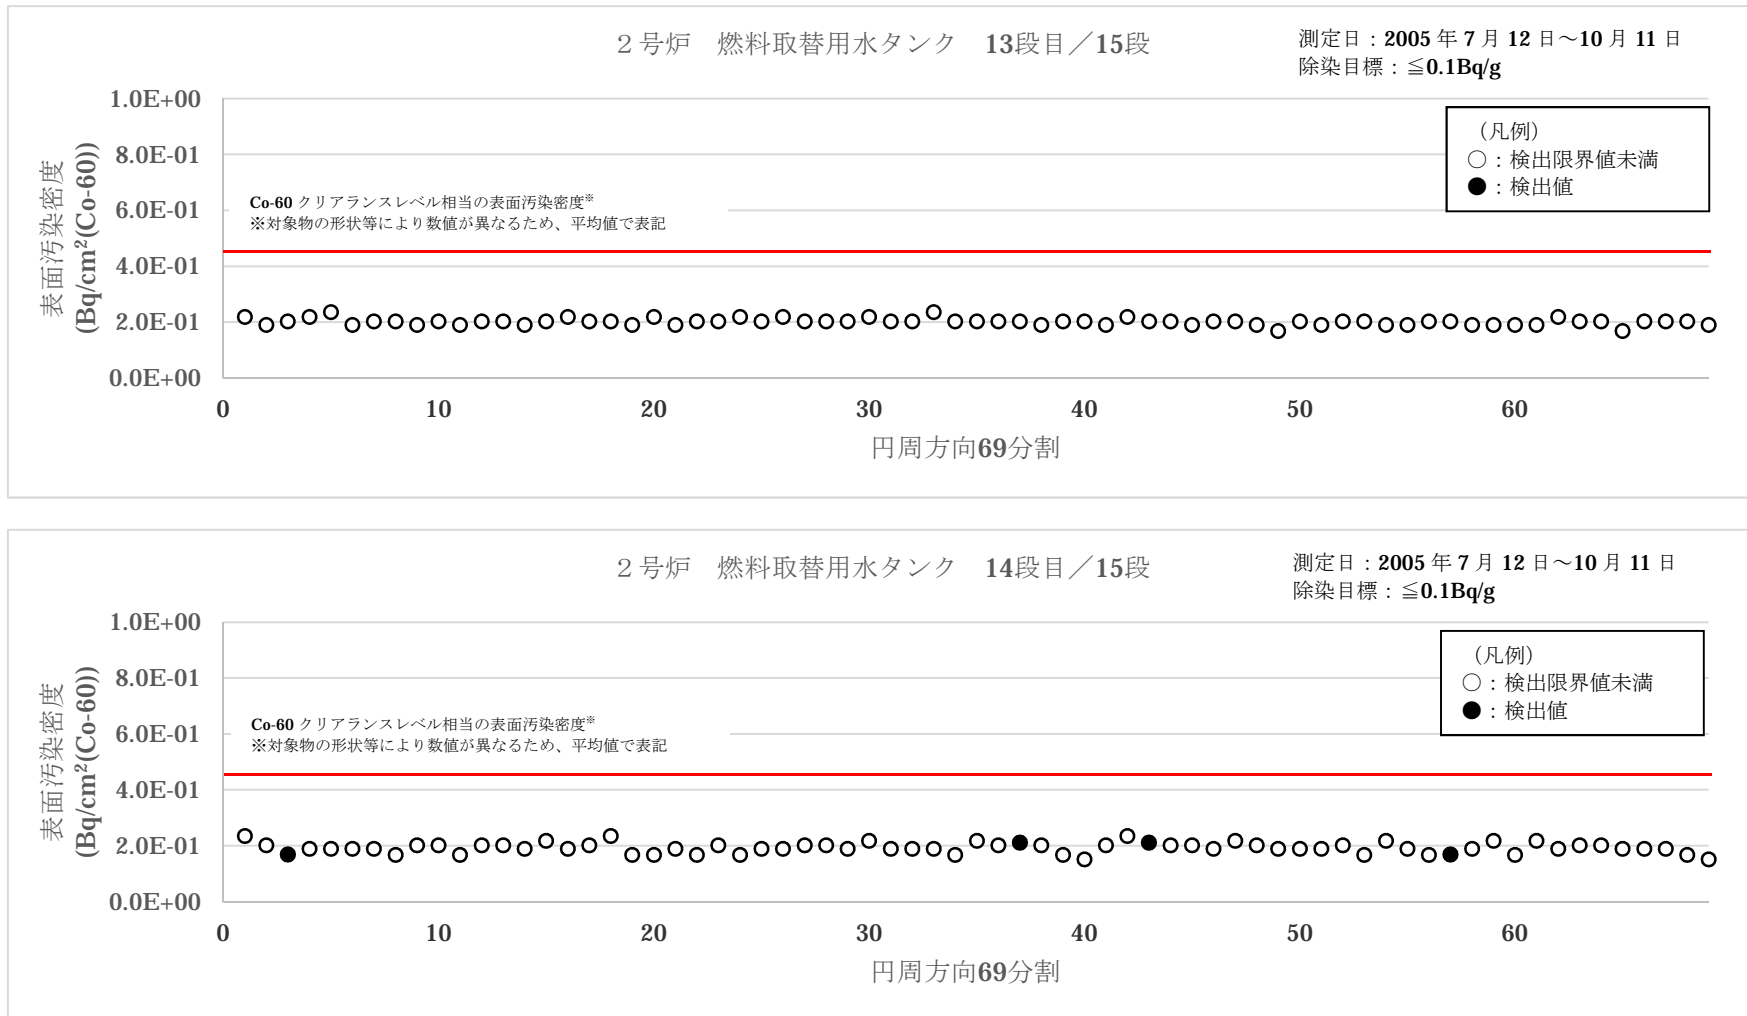 ２号炉　燃料取替用水タンク　13段目／15段
測定日：2005 年 7 月 12 日～10 月 11 日
除染目標：≦0.1Bq/g
表面汚染密度
(Bq/cm²(Co-60))
1.0E+00
8.0E-01
6.0E-01
4.0E-01
2.0E-01
0.0E+00
（凡例）
○：検出限界値未満
●：検出値
Co-60 クリアランスレベル相当の表面汚染密度※
※対象物の形状等により数値が異なるため、平均値で表記
0 10 20 30 40 50 60
円周方向69分割
２号炉　燃料取替用水タンク　14段目／15段
測定日：2005 年 7 月 12 日～10 月 11 日
除染目標：≦0.1Bq/g
表面汚染密度
(Bq/cm²(Co-60))
1.0E+00
8.0E-01
6.0E-01
4.0E-01
2.0E-01
0.0E+00
（凡例）
○：検出限界値未満
●：検出値
Co-60 クリアランスレベル相当の表面汚染密度※
※対象物の形状等により数値が異なるため、平均値で表記
0 10 20 30 40 50 60
円周方向69分割